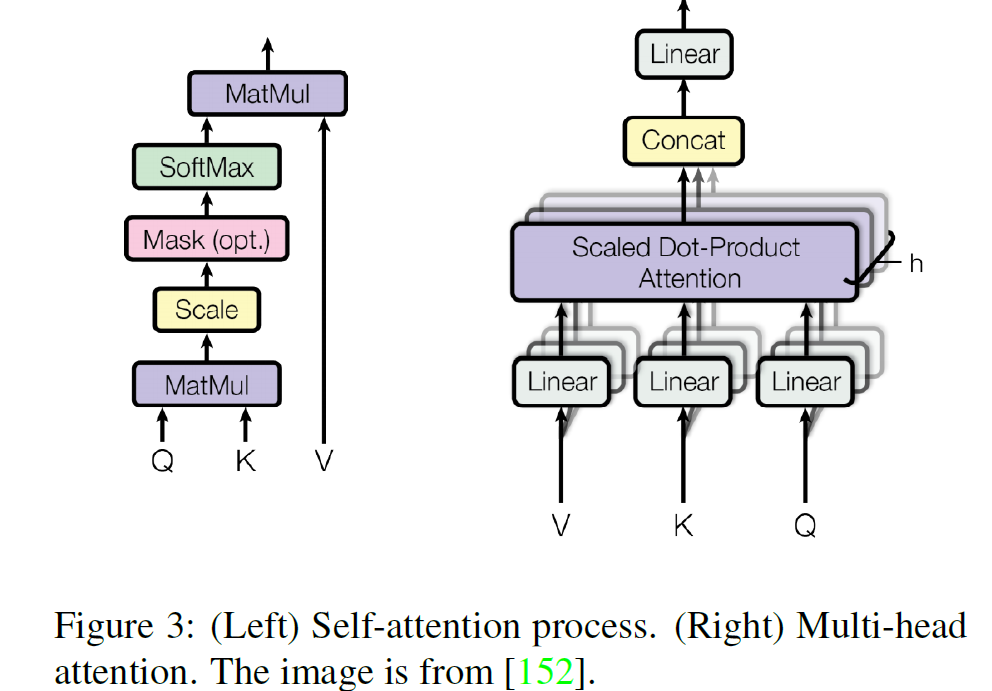 MatMul
SoftMax
Mask (opt.)
Scale
MatMul
Q K V
Linear
Concat
Scaled Dot-Product
Attention
h
Linear Linear Linear
V K Q
Figure 3: (Left) Self-attention process. (Right) Multi-head
attention. The image is from [152].